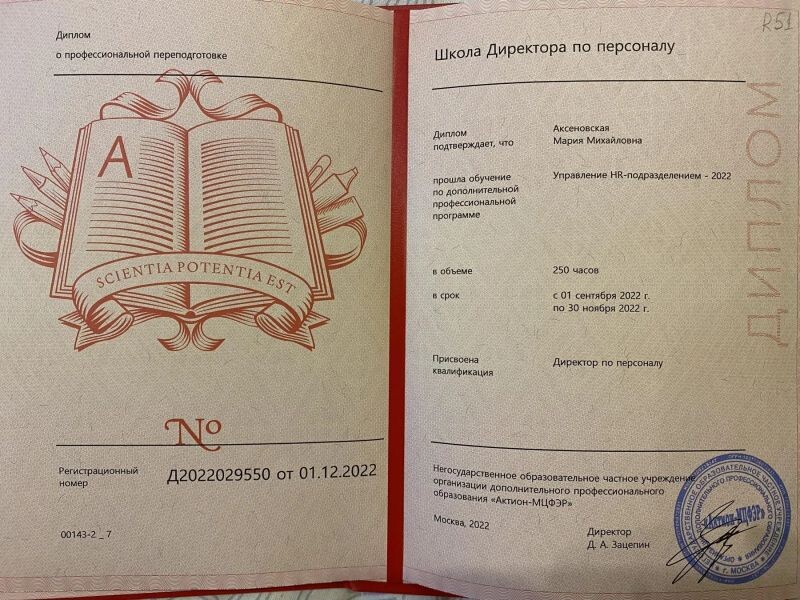 Диплом
о профессиональной переподготовке
A
SCIENTIA POTENTIA EST
№
Регистрационный
номер
Д2022029550 от 01.12.2022
00143-2 _ 7
R51
Школа Директора по персоналу
ДИПЛОМ
Диплом
подтверждает, что
Аксеновская
Мария Михайловна
прошла обучение
по дополнительной
профессиональной
программе
Управление HR-подразделением - 2022
в объеме
250 часов
в срок
с 01 сентября 2022 г.
по 30 ноября 2022 г.
Присвоена
квалификация
Директор по персоналу
Негосударственное образовательное частное учреждение
организации дополнительного профессионального
образования «Актион-МЦФЭР»
Москва, 2022
Директор
Д. А. Зацепин
«Актион-МЦФЭР»
г. МОСКВА